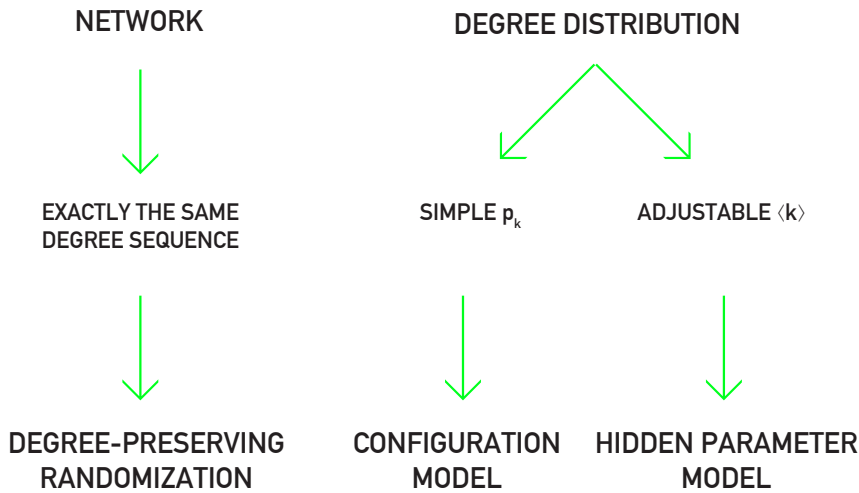 NETWORK
DEGREE DISTRIBUTION
EXACTLY THE SAME
DEGREE SEQUENCE
SIMPLE pₖ
ADJUSTABLE ⟨k⟩
DEGREE-PRESERVING
RANDOMIZATION
CONFIGURATION
MODEL
HIDDEN PARAMETER
MODEL